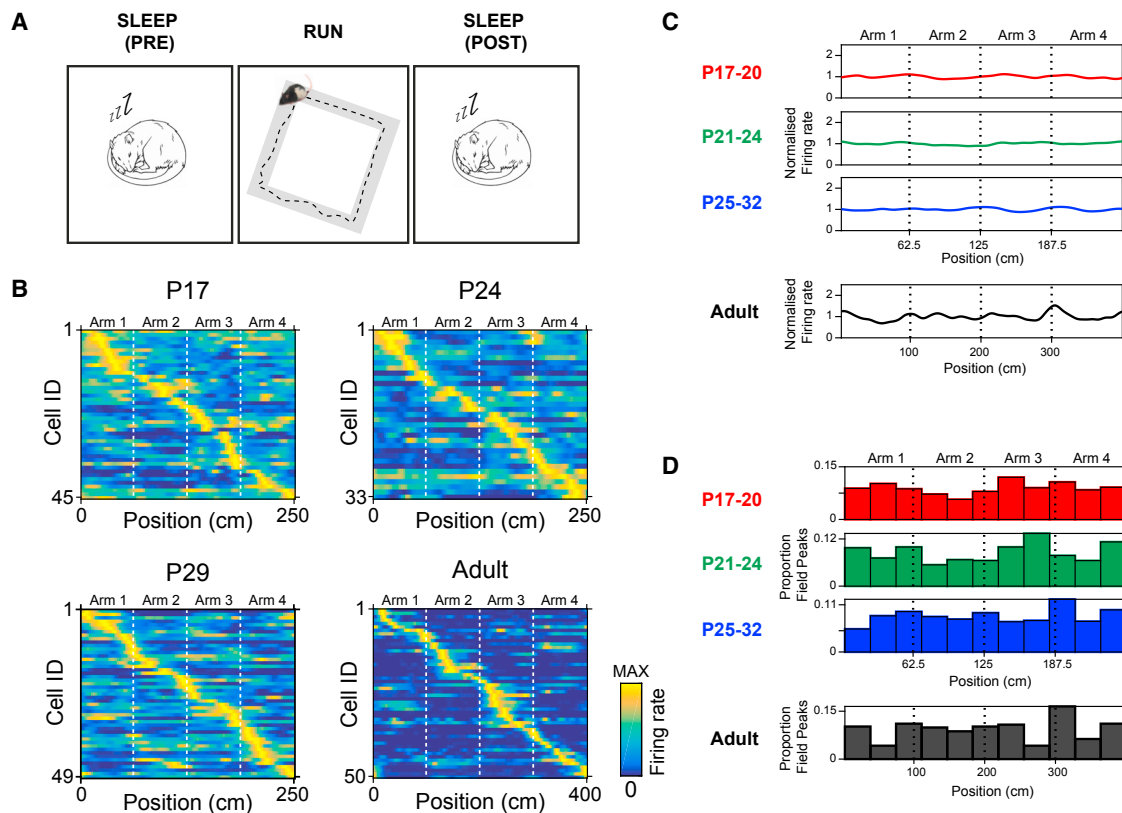 A
SLEEP
(PRE)
RUN
SLEEP
(POST)
zzZ
zzZ
B
P17
Arm 1 Arm 2 Arm 3 Arm 4
1
Cell ID
45
0 Position (cm) 250
P24
Arm 1 Arm 2 Arm 3 Arm 4
1
Cell ID
33
0 Position (cm) 250
P29
Arm 1 Arm 2 Arm 3 Arm 4
1
Cell ID
49
0 Position (cm) 250
Adult
Arm 1 Arm 2 Arm 3 Arm 4
1
Cell ID
50
0 Position (cm) 400
MAX
Firing rate
0
C
Arm 1 Arm 2 Arm 3 Arm 4
P17-20
2
1
0
P21-24
2
1
0
Normalised
Firing rate
P25-32
2
1
0
62.5 125 187.5
Position (cm)
Adult
Normalised
Firing rate
2
1
0
100 200 300
Position (cm)
D
Arm 1 Arm 2 Arm 3 Arm 4
P17-20
0.15
0
P21-24
0.12
0
Proportion
Field Peaks
P25-32
0.11
0
62.5 125 187.5
Position (cm)
Adult
Proportion
Field Peaks
0.15
0
100 200 300
Position (cm)